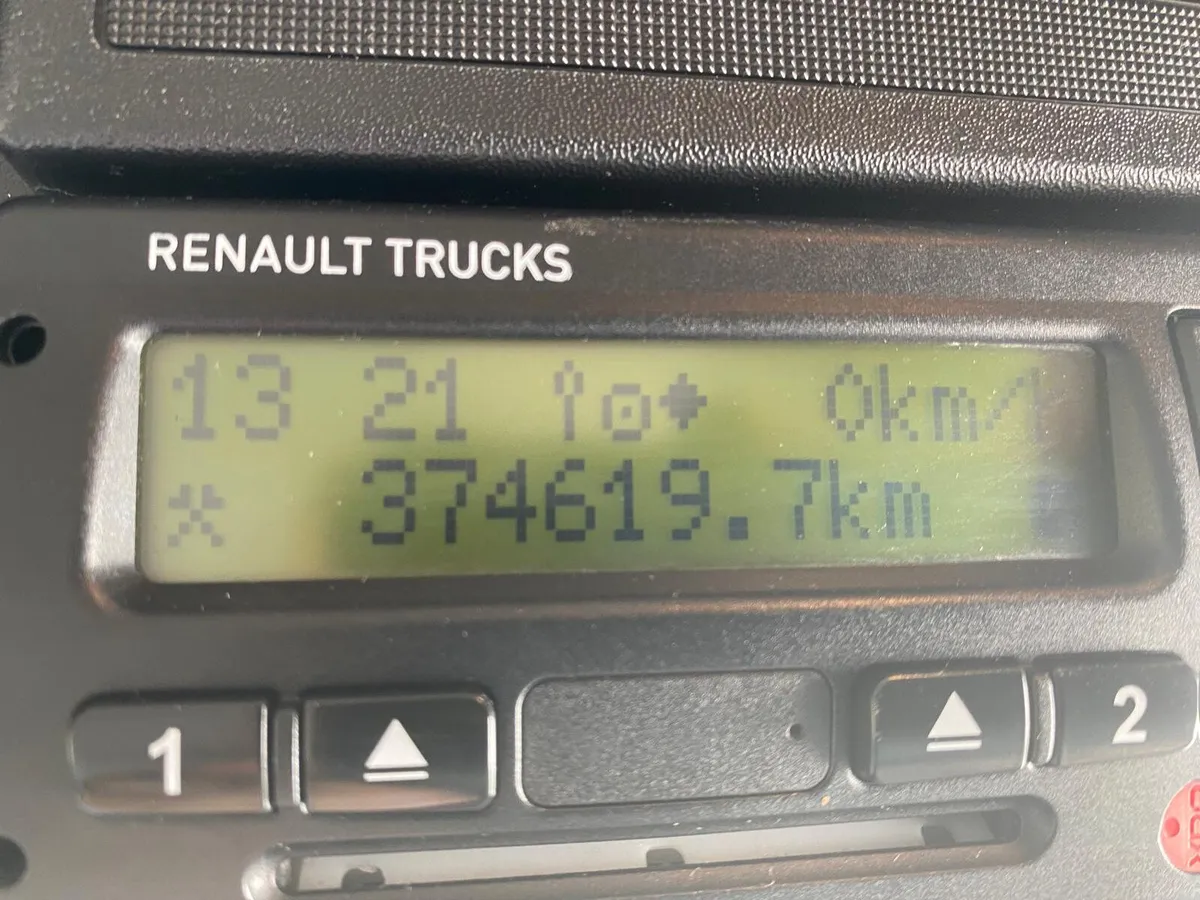 RENAULT TRUCKS
13 21 0km/
374619.7km
1
2